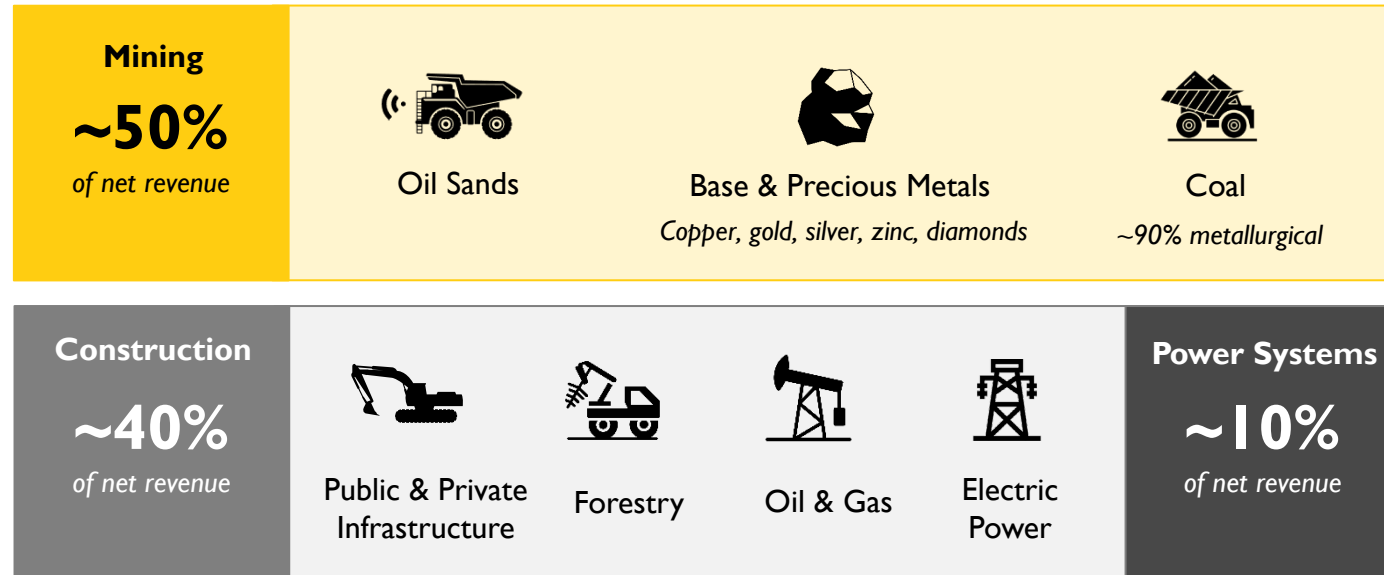 Mining
~50%
of net revenue
Oil Sands
Base & Precious Metals
Copper, gold, silver, zinc, diamonds
Coal
~90% metallurgical
Construction
~40%
of net revenue
Public & Private
Infrastructure
Forestry
Oil & Gas
Electric
Power
Power Systems
~10%
of net revenue